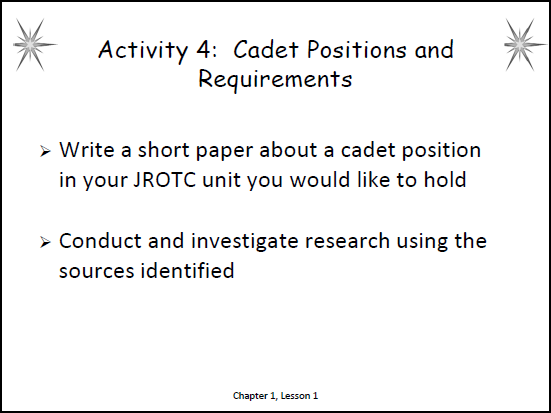 Activity 4:  Cadet Positions and
Requirements
➢ Write a short paper about a cadet position
in your JROTC unit you would like to hold
➢ Conduct and investigate research using the
sources identified
Chapter 1, Lesson 1